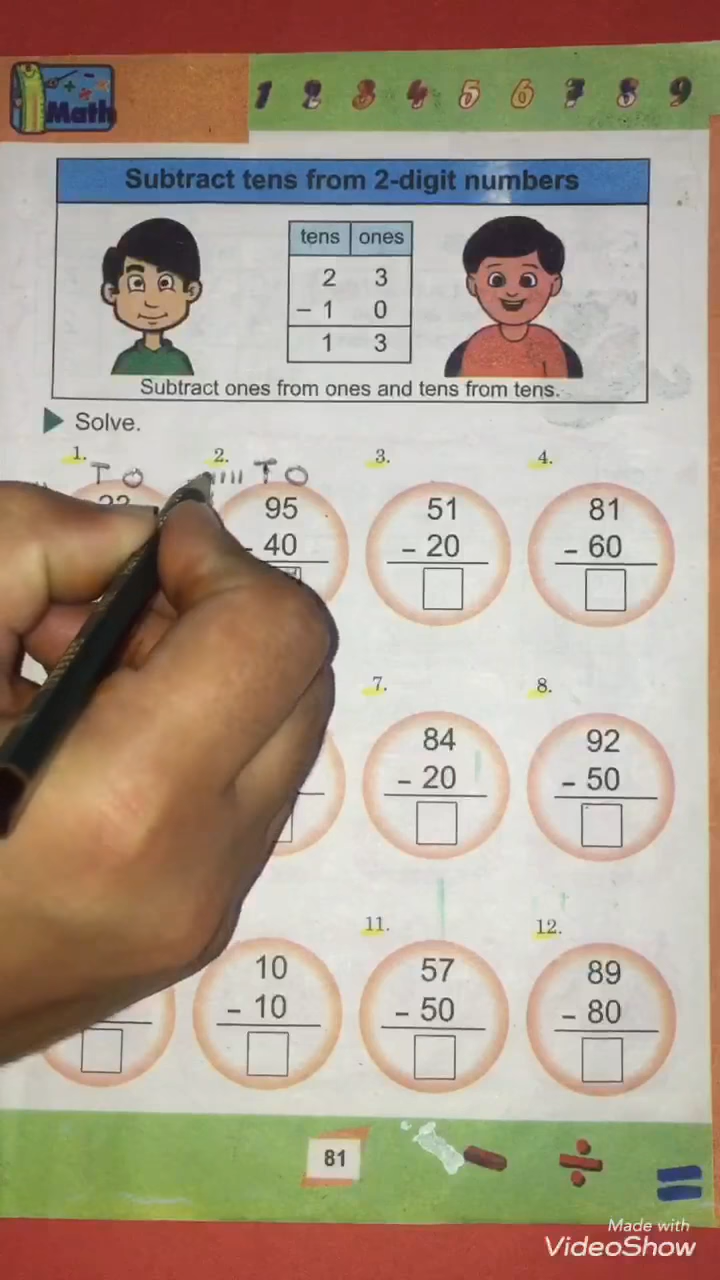 Math
1 2 3 4 5 6 7 8 9
Subtract tens from 2-digit numbers
tens ones
2 3
− 1 0
1 3
Subtract ones from ones and tens from tens.
Solve.
1. 2. 3. 4.
T O T O
95 51 81
- 40 - 20 - 60
7. 8.
84 92
- 20 - 50
11. 12.
10 57 89
- 10 - 50 - 80
81
Made with
VideoShow